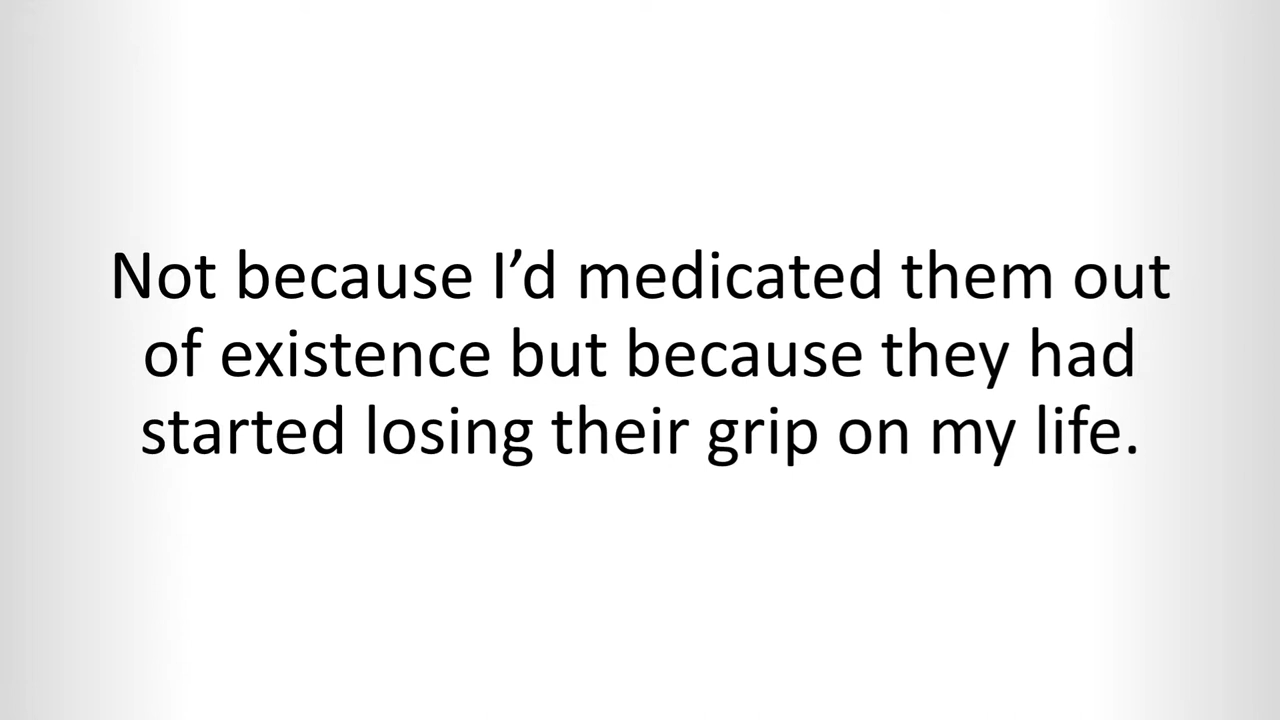 Not because I’d medicated them out
of existence but because they had
started losing their grip on my life.